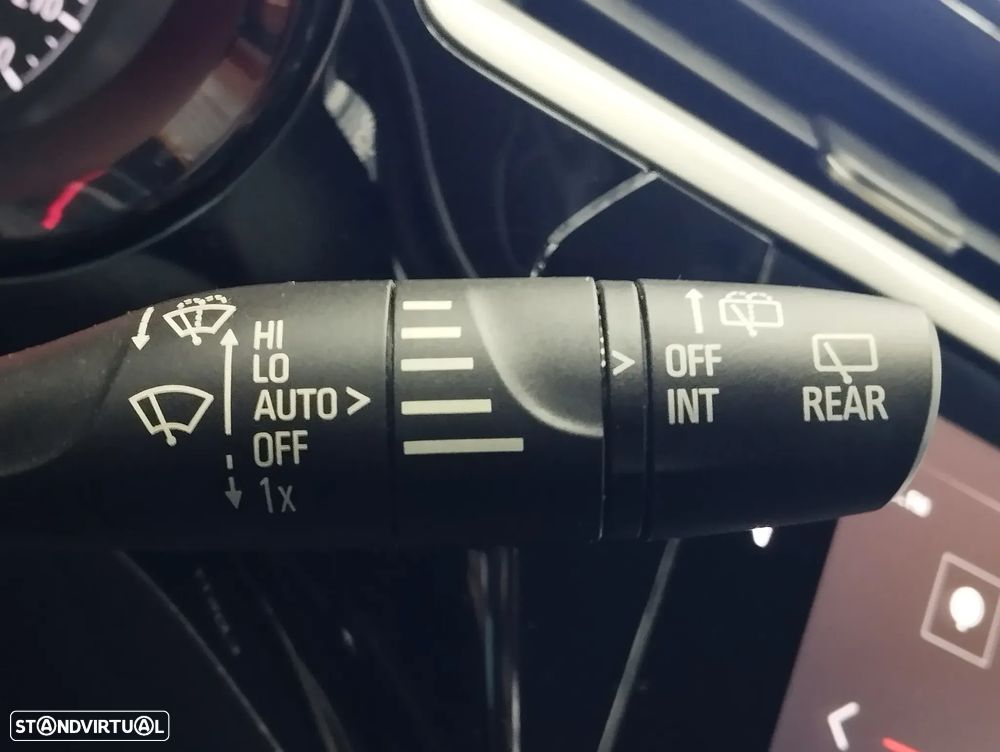 HI
LO
AUTO >
OFF
1x
>
OFF
INT
REAR
STANDVIRTUAL